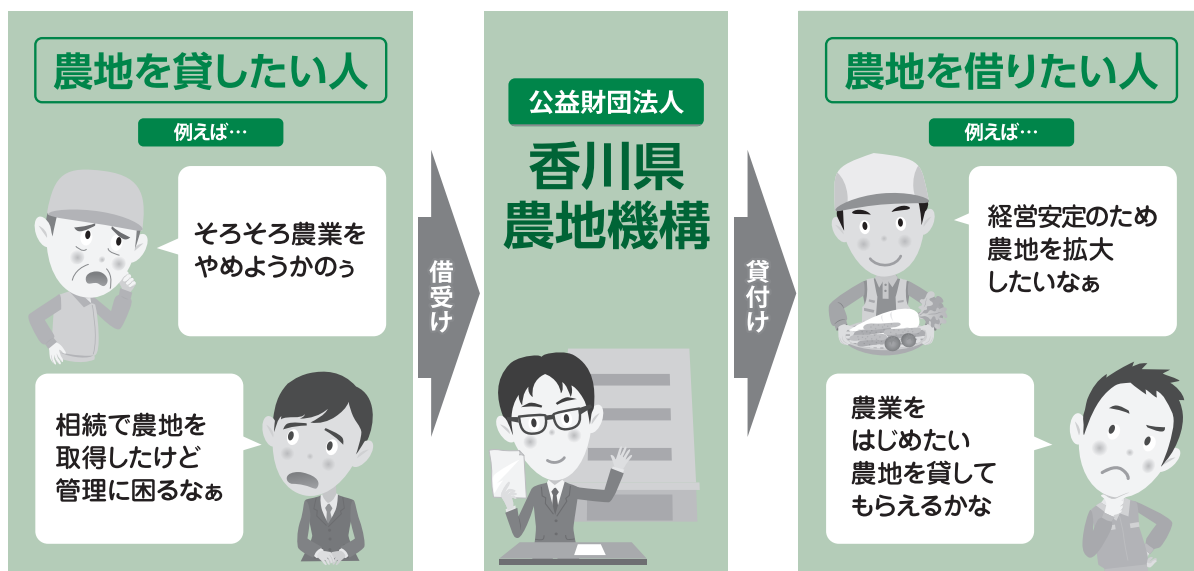 農地を貸したい人
例えば…
そろそろ農業を
やめようかのぅ
相続で農地を
取得したけど
管理に困るなぁ
借受け
公益財団法人
香川県
農地機構
貸付け
農地を借りたい人
例えば…
経営安定のため
農地を拡大
したいなぁ
農業を
はじめたい
農地を貸して
もらえるかな